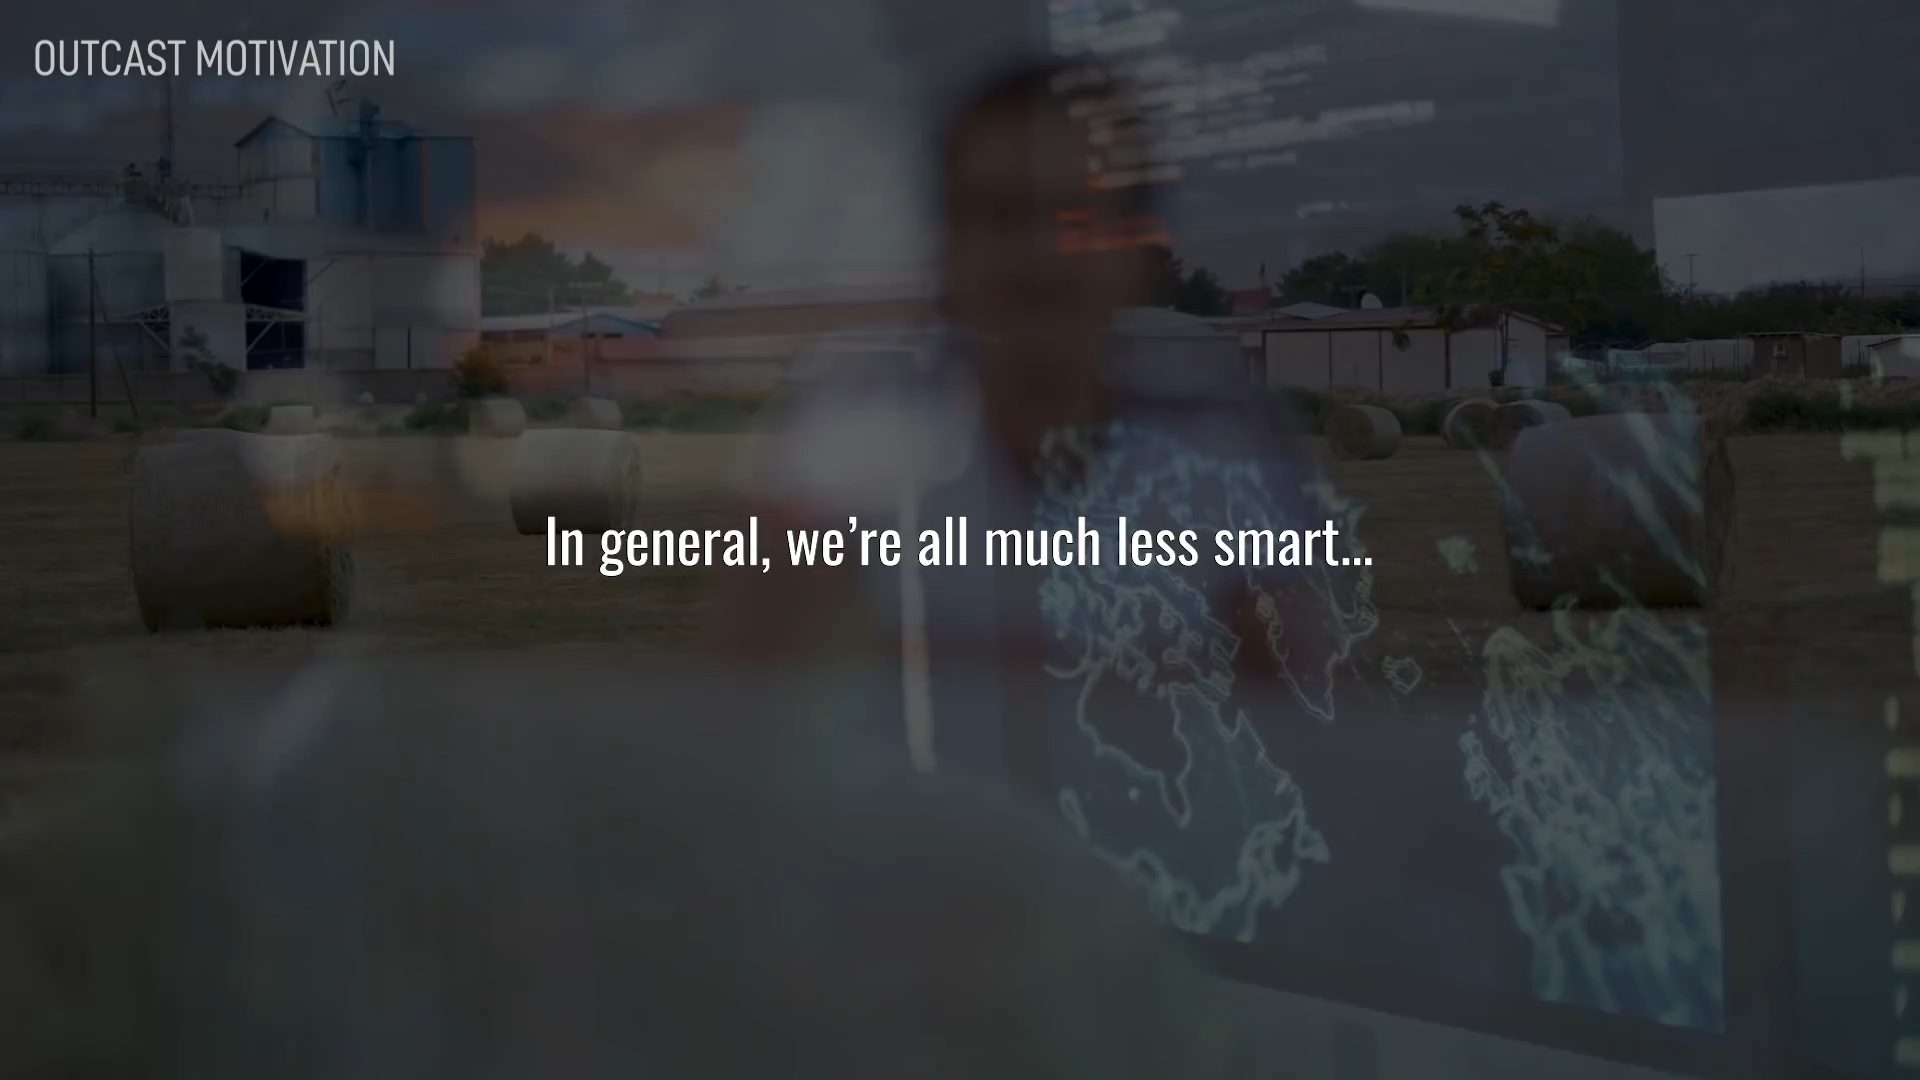 OUTCAST MOTIVATION
In general, we’re all much less smart...